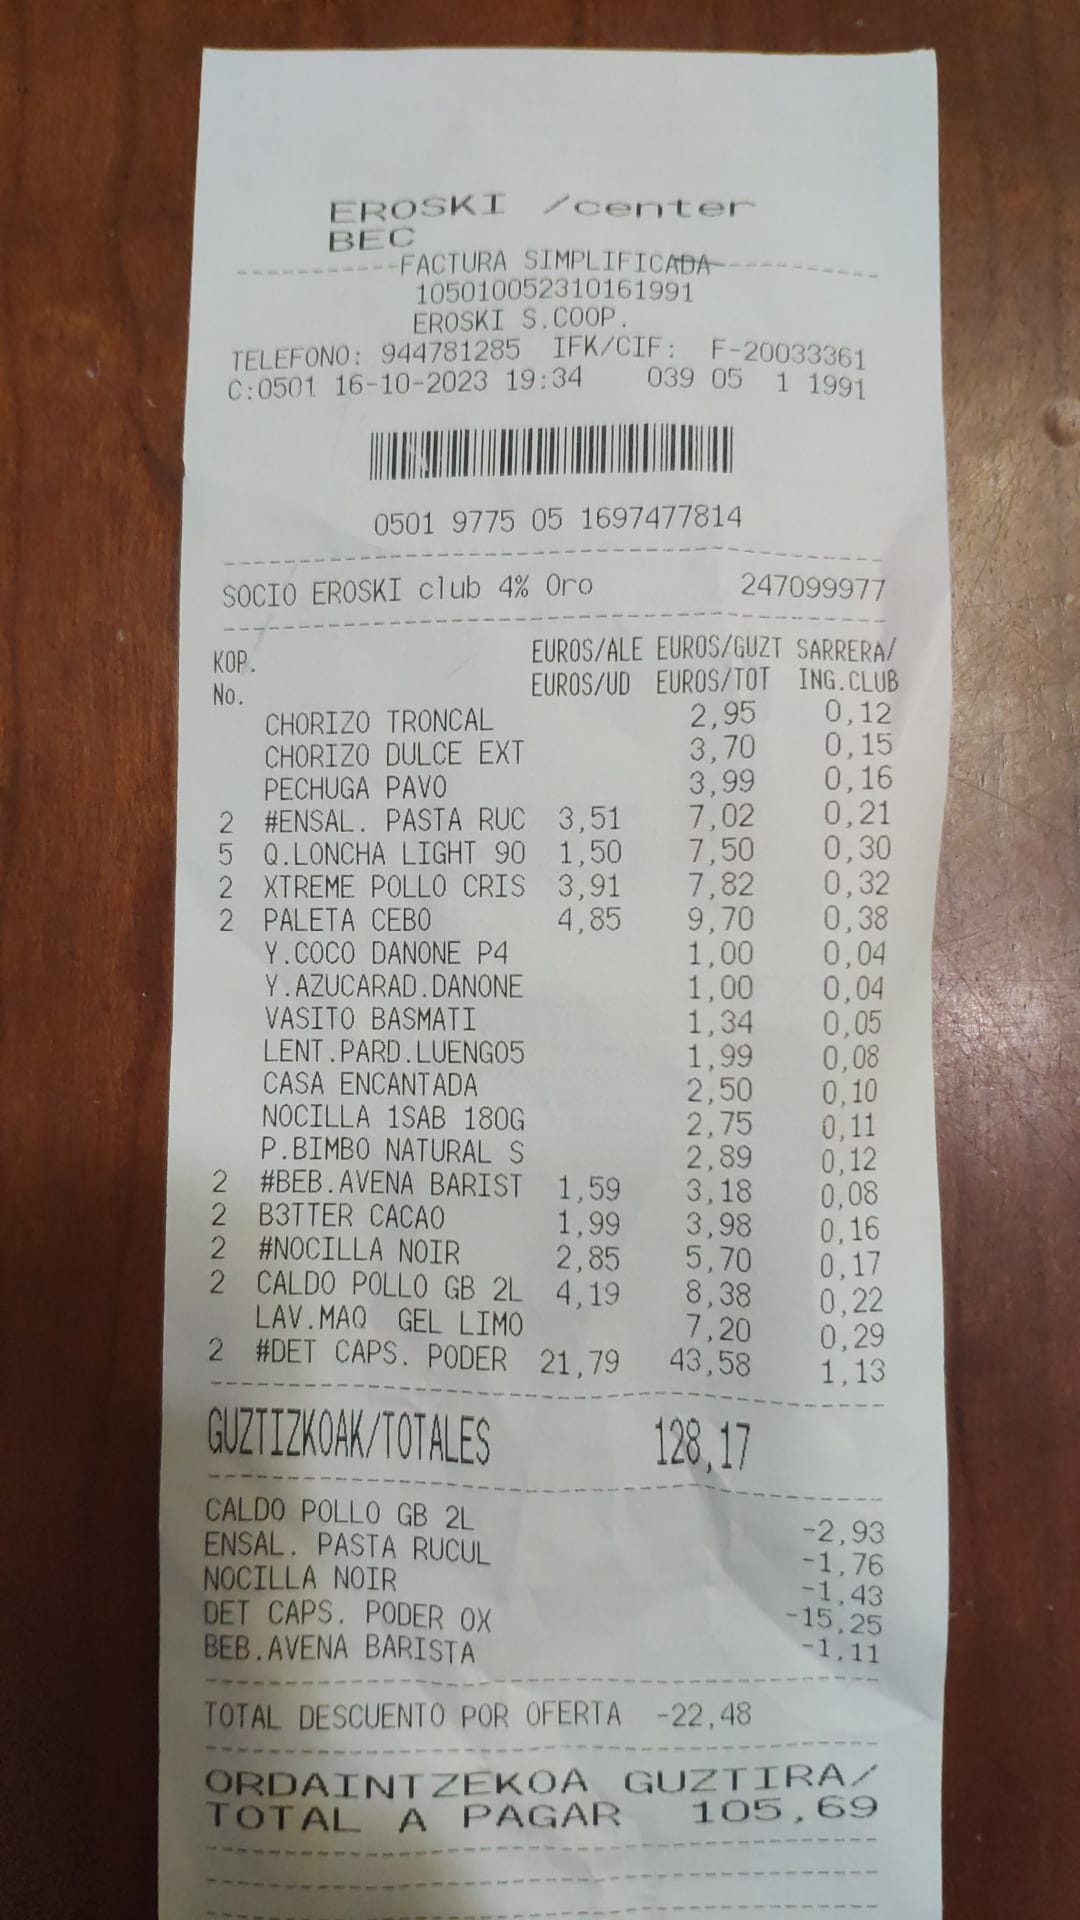 EROSKI /center
BEC
FACTURA SIMPLIFICADA
105010052310161991
EROSKI S.COOP.
TELEFONO: 944781285 IFK/CIF: F-20033361
C:0501 16-10-2023 19:34 039 05 1 1991
0501 9775 05 1697477814
SOCIO EROSKI club 4% Oro 247099977
KOP. EUROS/ALE EUROS/GUZT SARRERA/
No. EUROS/UD EUROS/TOT ING.CLUB
CHORIZO TRONCAL 2,95 0,12
CHORIZO DULCE EXT 3,70 0,15
PECHUGA PAVO 3,99 0,16
2 #ENSAL. PASTA RUC 3,51 7,02 0,21
5 Q.LONCHA LIGHT 90 1,50 7,50 0,30
2 XTREME POLLO CRIS 3,91 7,82 0,32
2 PALETA CEBO 4,85 9,70 0,38
Y.COCO DANONE P4 1,00 0,04
Y.AZUCARAD.DANONE 1,00 0,04
VASITO BASMATI 1,34 0,05
LENT.PARD.LUENGO5 1,99 0,08
CASA ENCANTADA 2,50 0,10
NOCILLA 1SAB 180G 2,75 0,11
P.BIMBO NATURAL S 2,89 0,12
2 #BEB.AVENA BARIST 1,59 3,18 0,08
2 B3TTER CACAO 1,99 3,98 0,16
2 #NOCILLA NOIR 2,85 5,70 0,17
2 CALDO POLLO GB 2L 4,19 8,38 0,22
LAV.MAQ GEL LIMO 7,20 0,29
2 #DET CAPS. PODER 21,79 43,58 1,13
GUZTIZKOAK/TOTALES 128,17
CALDO POLLO GB 2L -2,93
ENSAL. PASTA RUCUL -1,76
NOCILLA NOIR -1,43
DET CAPS. PODER OX -15,25
BEB.AVENA BARISTA -1,11
TOTAL DESCUENTO POR OFERTA -22,48
ORDAINTZEKOA GUZTIRA/
TOTAL A PAGAR 105,69